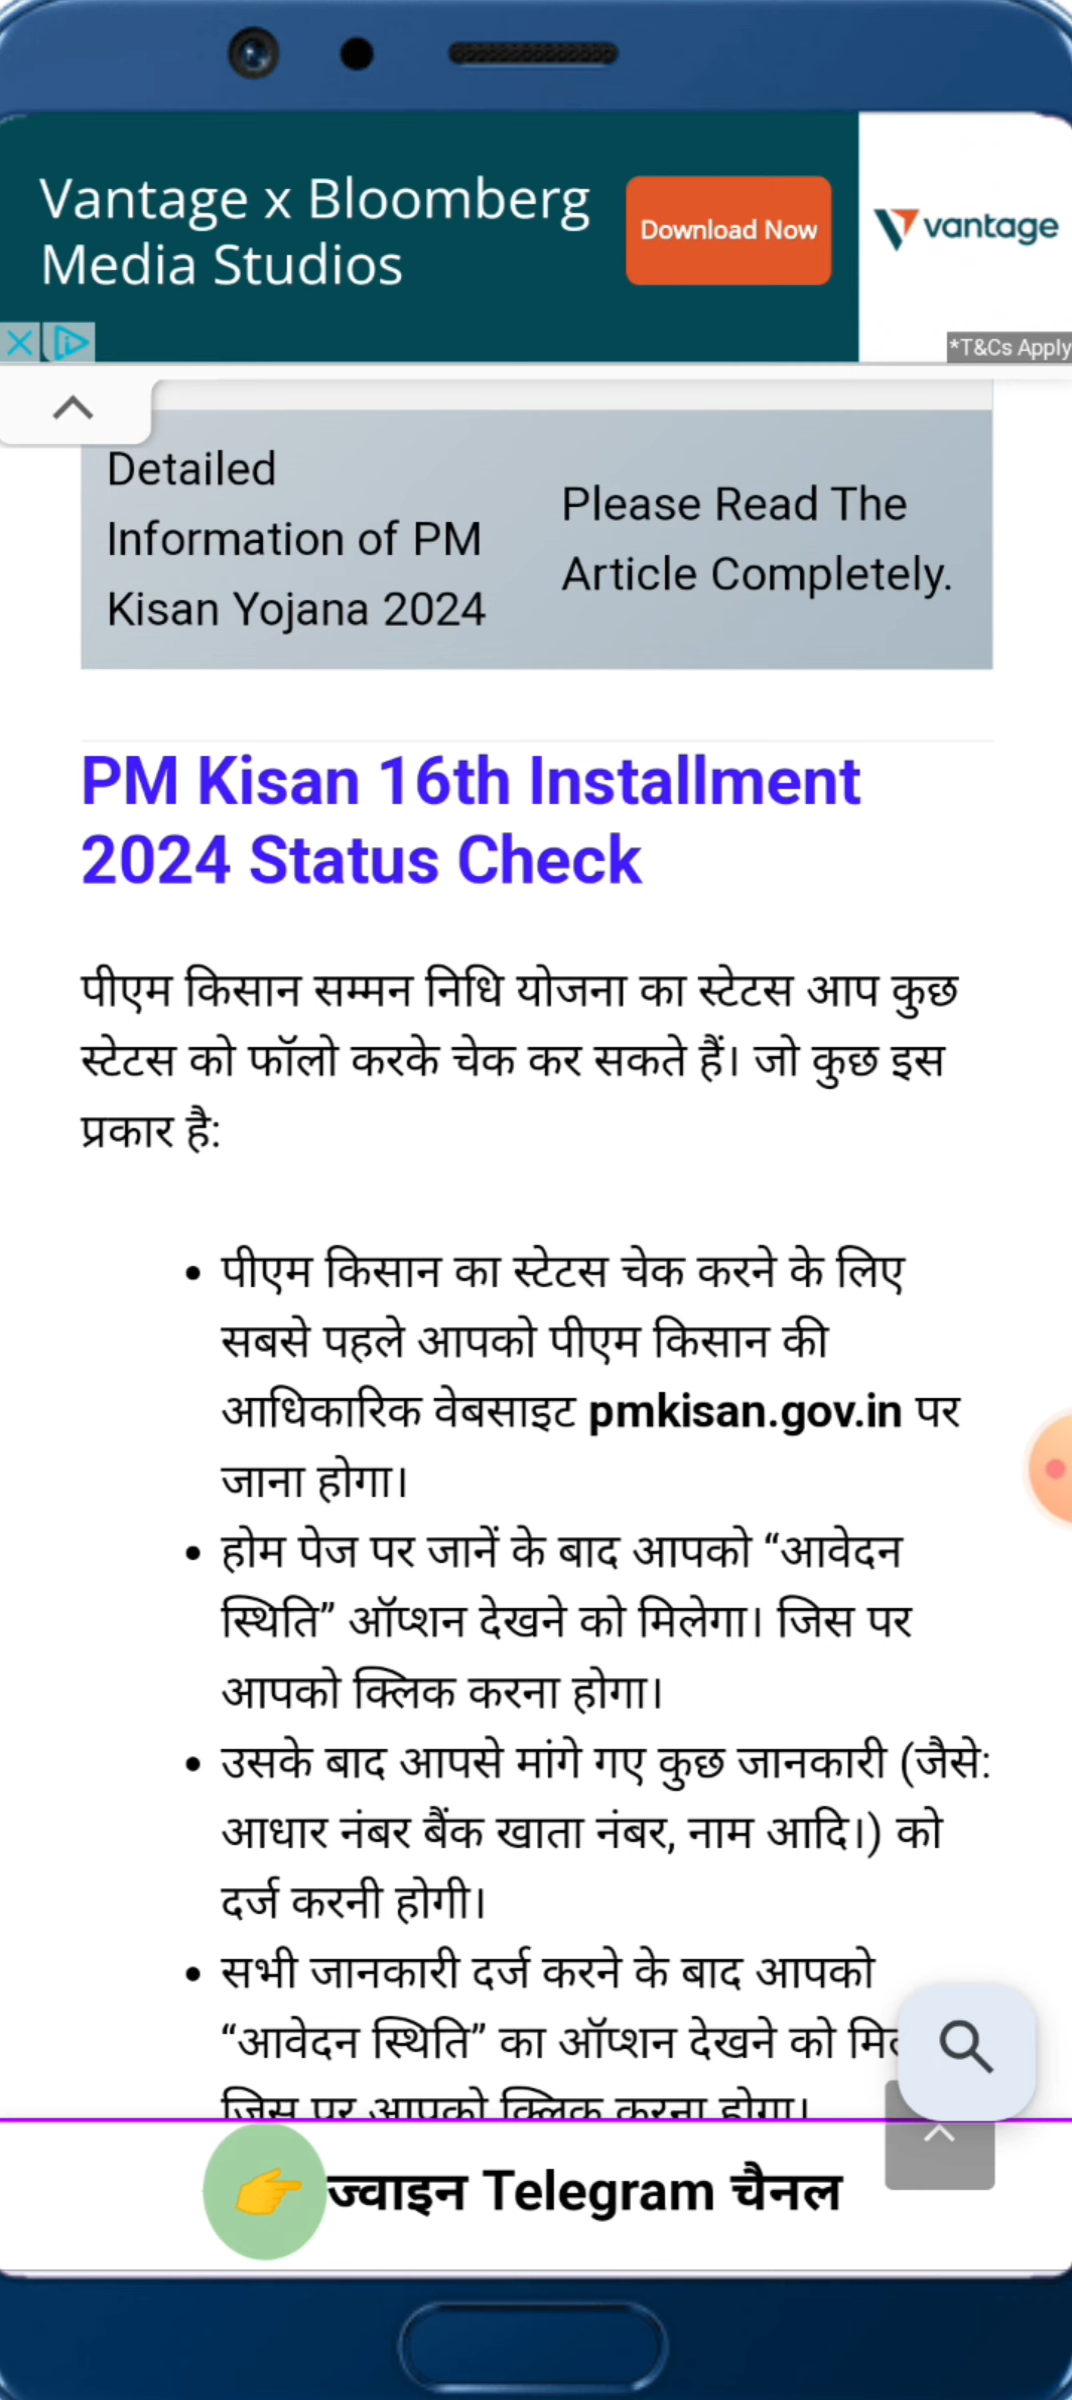 Vantage x Bloomberg
Media Studios
Download Now
vantage
*T&Cs Apply
Detailed
Information of PM
Kisan Yojana 2024
Please Read The
Article Completely.
PM Kisan 16th Installment
2024 Status Check
पीएम किसान सम्मन निधि योजना का स्टेटस आप कुछ
स्टेटस को फॉलो करके चेक कर सकते हैं। जो कुछ इस
प्रकार है:
• पीएम किसान का स्टेटस चेक करने के लिए
सबसे पहले आपको पीएम किसान की
आधिकारिक वेबसाइट pmkisan.gov.in पर
जाना होगा।
• होम पेज पर जानें के बाद आपको “आवेदन
स्थिति” ऑप्शन देखने को मिलेगा। जिस पर
आपको क्लिक करना होगा।
• उसके बाद आपसे मांगे गए कुछ जानकारी (जैसे:
आधार नंबर बैंक खाता नंबर, नाम आदि।) को
दर्ज करनी होगी।
• सभी जानकारी दर्ज करने के बाद आपको
“आवेदन स्थिति” का ऑप्शन देखने को
जिस पर आपको क्लिक करना होगा।
ज्वाइन Telegram चैनल